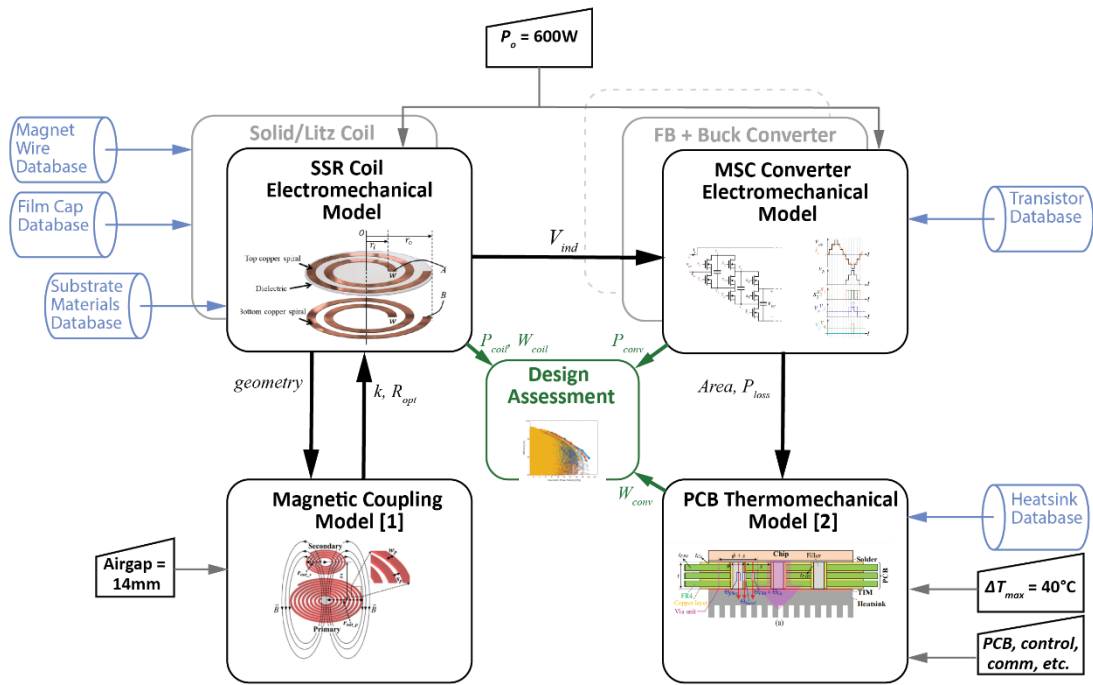 P_o = 600W
Solid/Litz Coil
FB + Buck Converter
Magnet
Wire
Database
Film Cap
Database
Substrate
Materials
Database
SSR Coil
Electromechanical
Model
O
r_i
r_o
Top copper spiral
w
A
Dielectric
B
Bottom copper spiral
w
V_ind
MSC Converter
Electromechanical
Model
Transistor
Database
P_coil, W_coil
P_conv
Design
Assessment
geometry
k, R_opt
Area, P_loss
W_conv
Magnetic Coupling
Model [1]
Secondary
Primary
Airgap =
14mm
PCB Thermomechanical
Model [2]
Chip
Filler
Solder
PCB
FR4
Copper layer
Via unit
TIM
Heatsink
(a)
Heatsink
Database
ΔT_max = 40°C
PCB, control,
comm, etc.